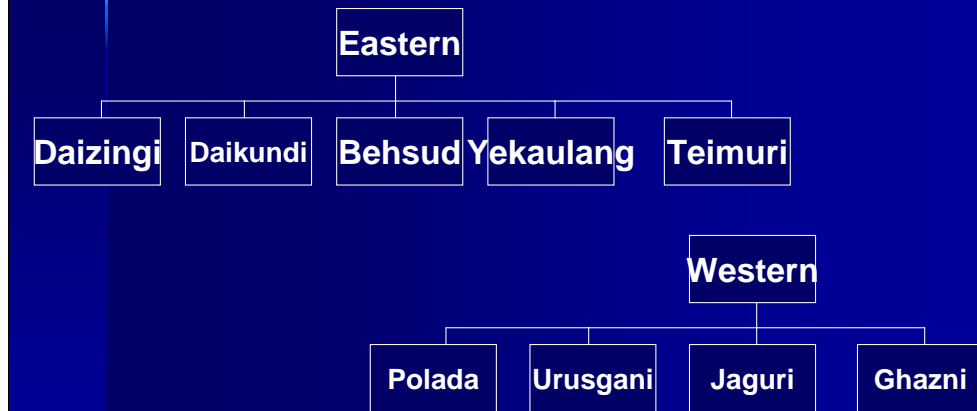 Eastern
Daizingi Daikundi Behsud Yekaulang Teimuri
Western
Polada Urusgani Jaguri Ghazni